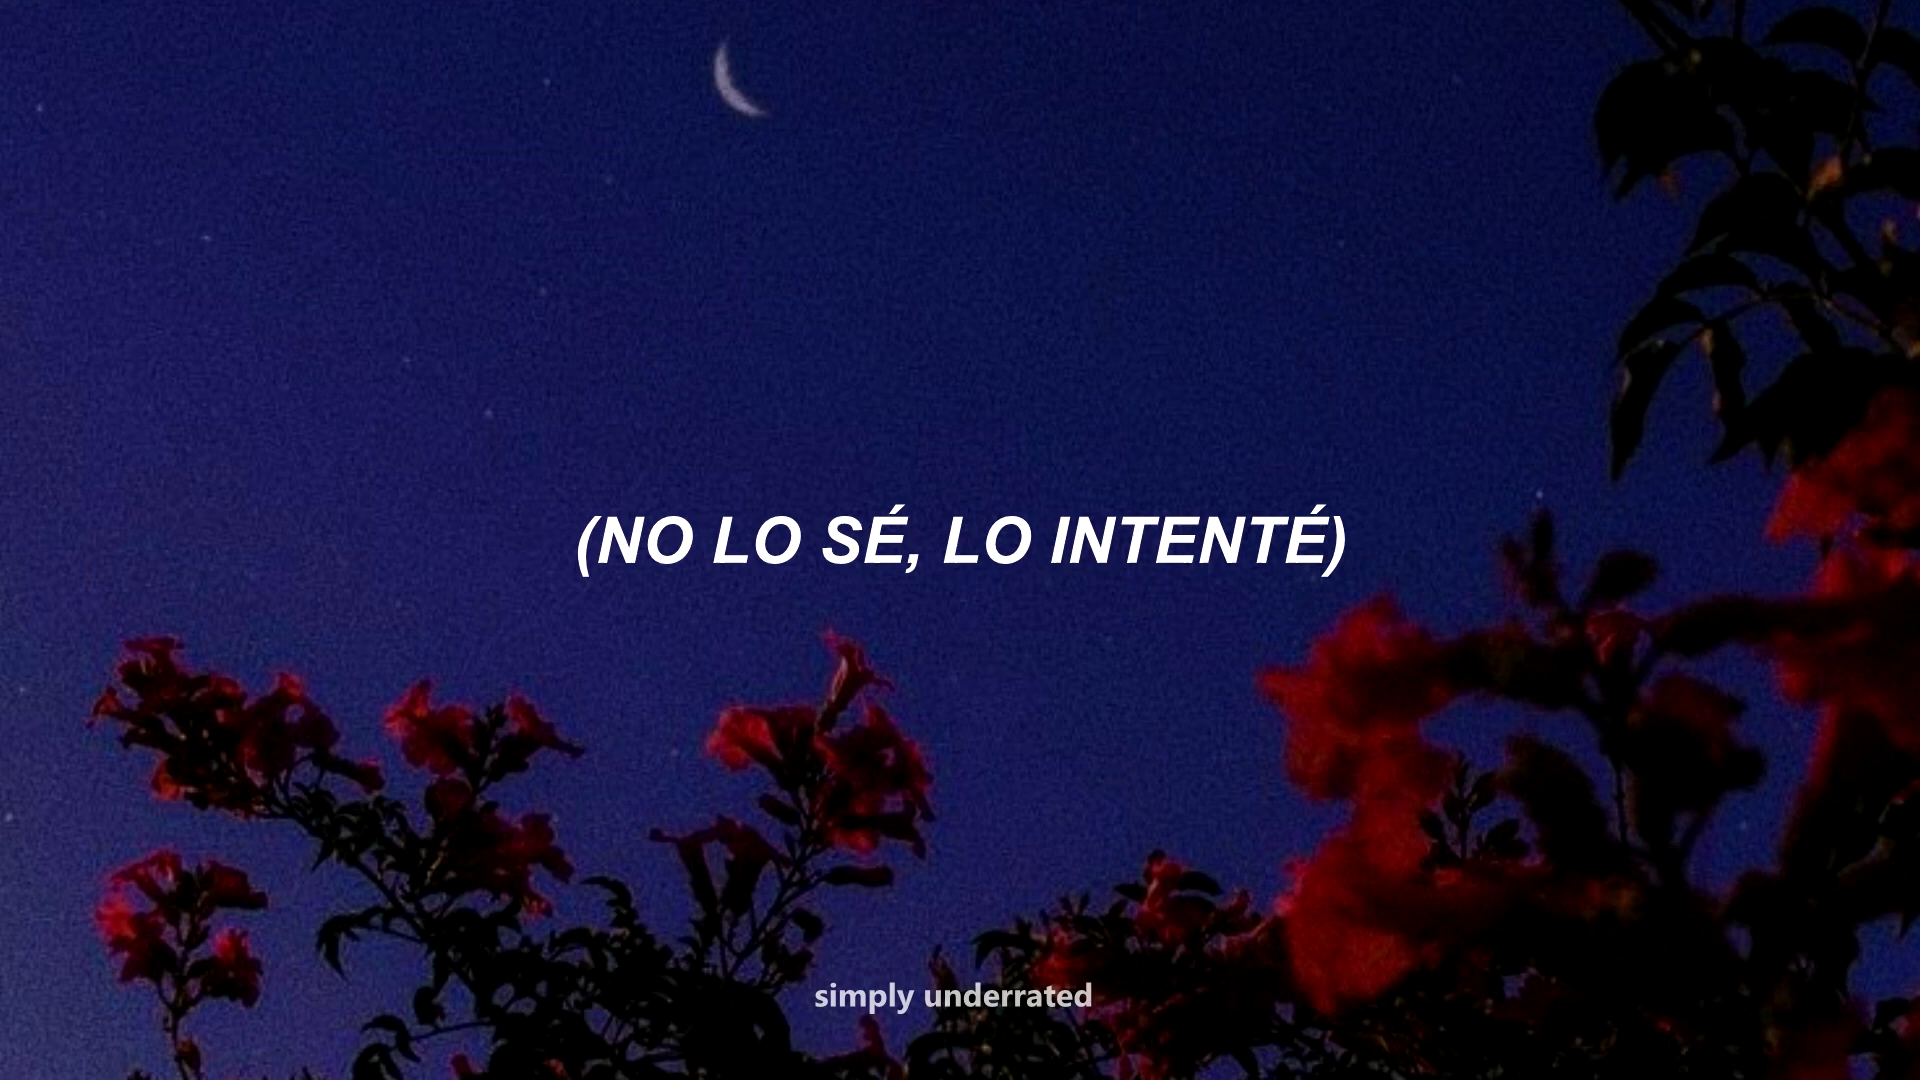 (NO LO SÉ, LO INTENTÉ)
simply underrated